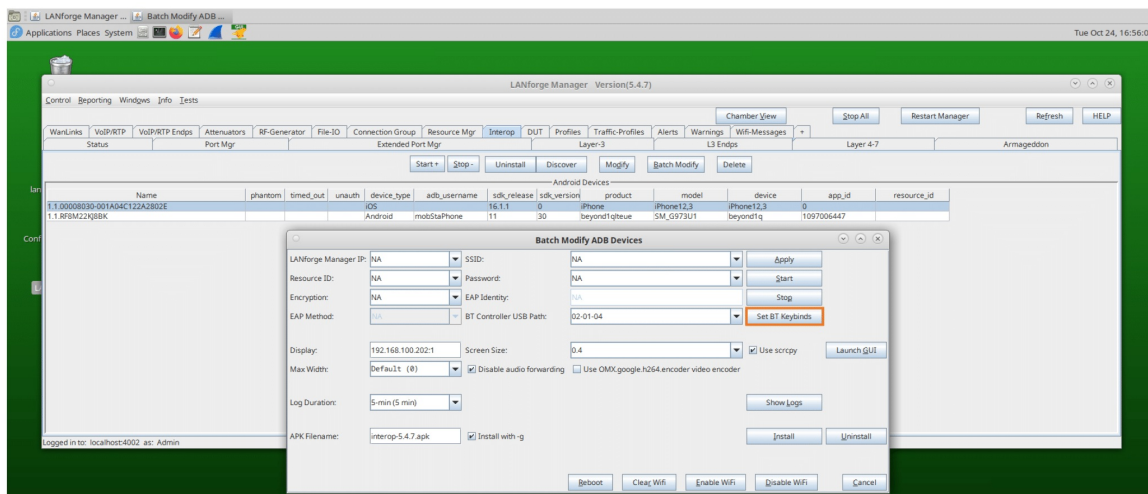 LANforge Manager ... Batch Modify ADB ...
Applications Places System Tue Oct 24, 16:56:0
LANforge Manager Version(5.4.7)
Control Reporting Windows Info Tests
Chamber View Stop All Restart Manager Refresh HELP
WanLinks VoIP/RTP VoIP/RTP Endps Attenuators RF-Generator File-IO Connection Group Resource Mgr Interop DUT Profiles Traffic-Profiles Alerts Warnings Wifi-Messages +
Status Port Mgr Extended Port Mgr Layer-3 L3 Endps Layer 4-7 Armageddon
Start + Stop - Uninstall Discover Modify Batch Modify Delete
Android Devices
Name phantom timed_out unauth device_type adb_username sdk_release sdk_version product model device app_id resource_id
1.1.00008030-001A04C122A2802E iOS 16.1.1 0 iPhone iPhone12,3 iPhone12,3 0
1.1.RF8M22KJ8BK Android mobStaPhone 11 30 beyond1qlteue SM_G973U1 beyond1q 1097006447
lan
Conf
Batch Modify ADB Devices
LANforge Manager IP: NA SSID: NA Apply
Resource ID: NA Password: NA Start
Encryption: NA EAP Identity: NA Stop
EAP Method: NA BT Controller USB Path: 02-01-04 Set BT Keybinds
Display: 192.168.100.202:1 Screen Size: 0.4 Use scrcpy Launch GUI
Max Width: Default (0) Disable audio forwarding Use OMX.google.h264.encoder video encoder
Log Duration: 5-min (5 min) Show Logs
APK Filename: interop-5.4.7.apk Install with -g Install Uninstall
Logged in to: localhost:4002 as: Admin
Reboot Clear Wifi Enable WiFi Disable WiFi Cancel